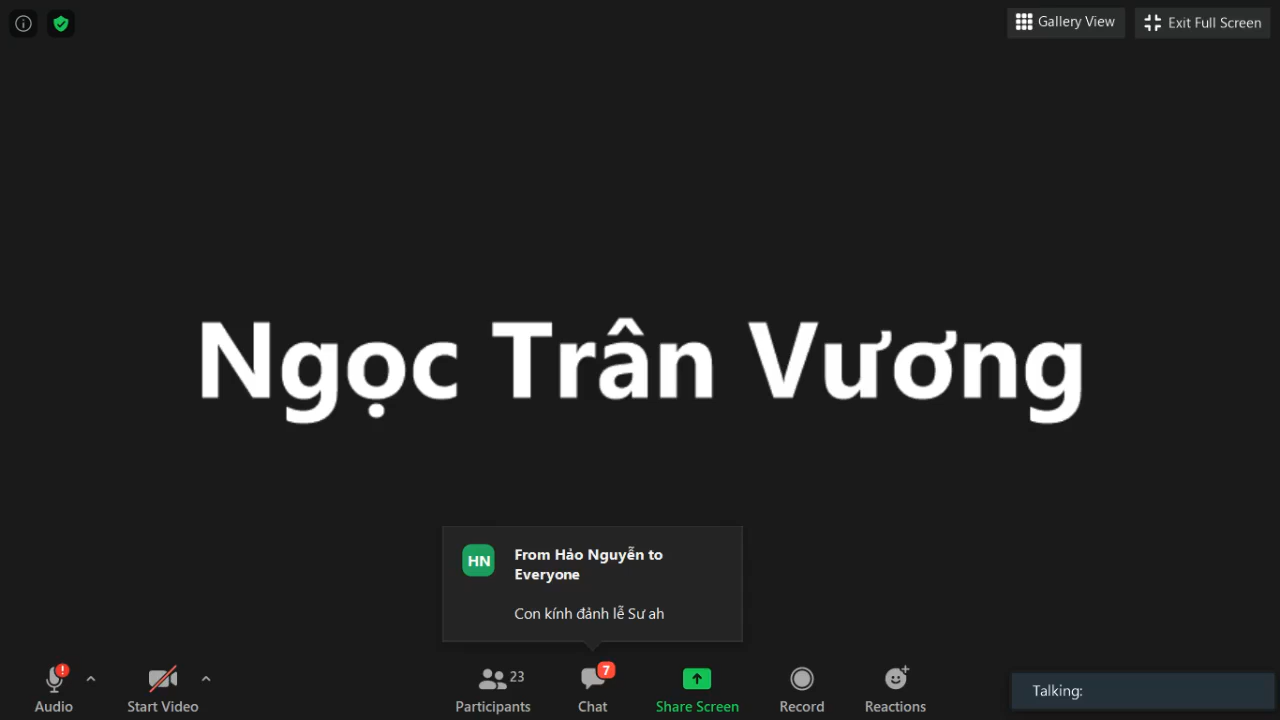 Gallery View
Exit Full Screen
Ngọc Trân Vương
HN
From Hảo Nguyễn to
Everyone
Con kính đảnh lễ Sư ah
Audio
Start Video
23
Participants
7
Chat
Share Screen
Record
Reactions
Talking: